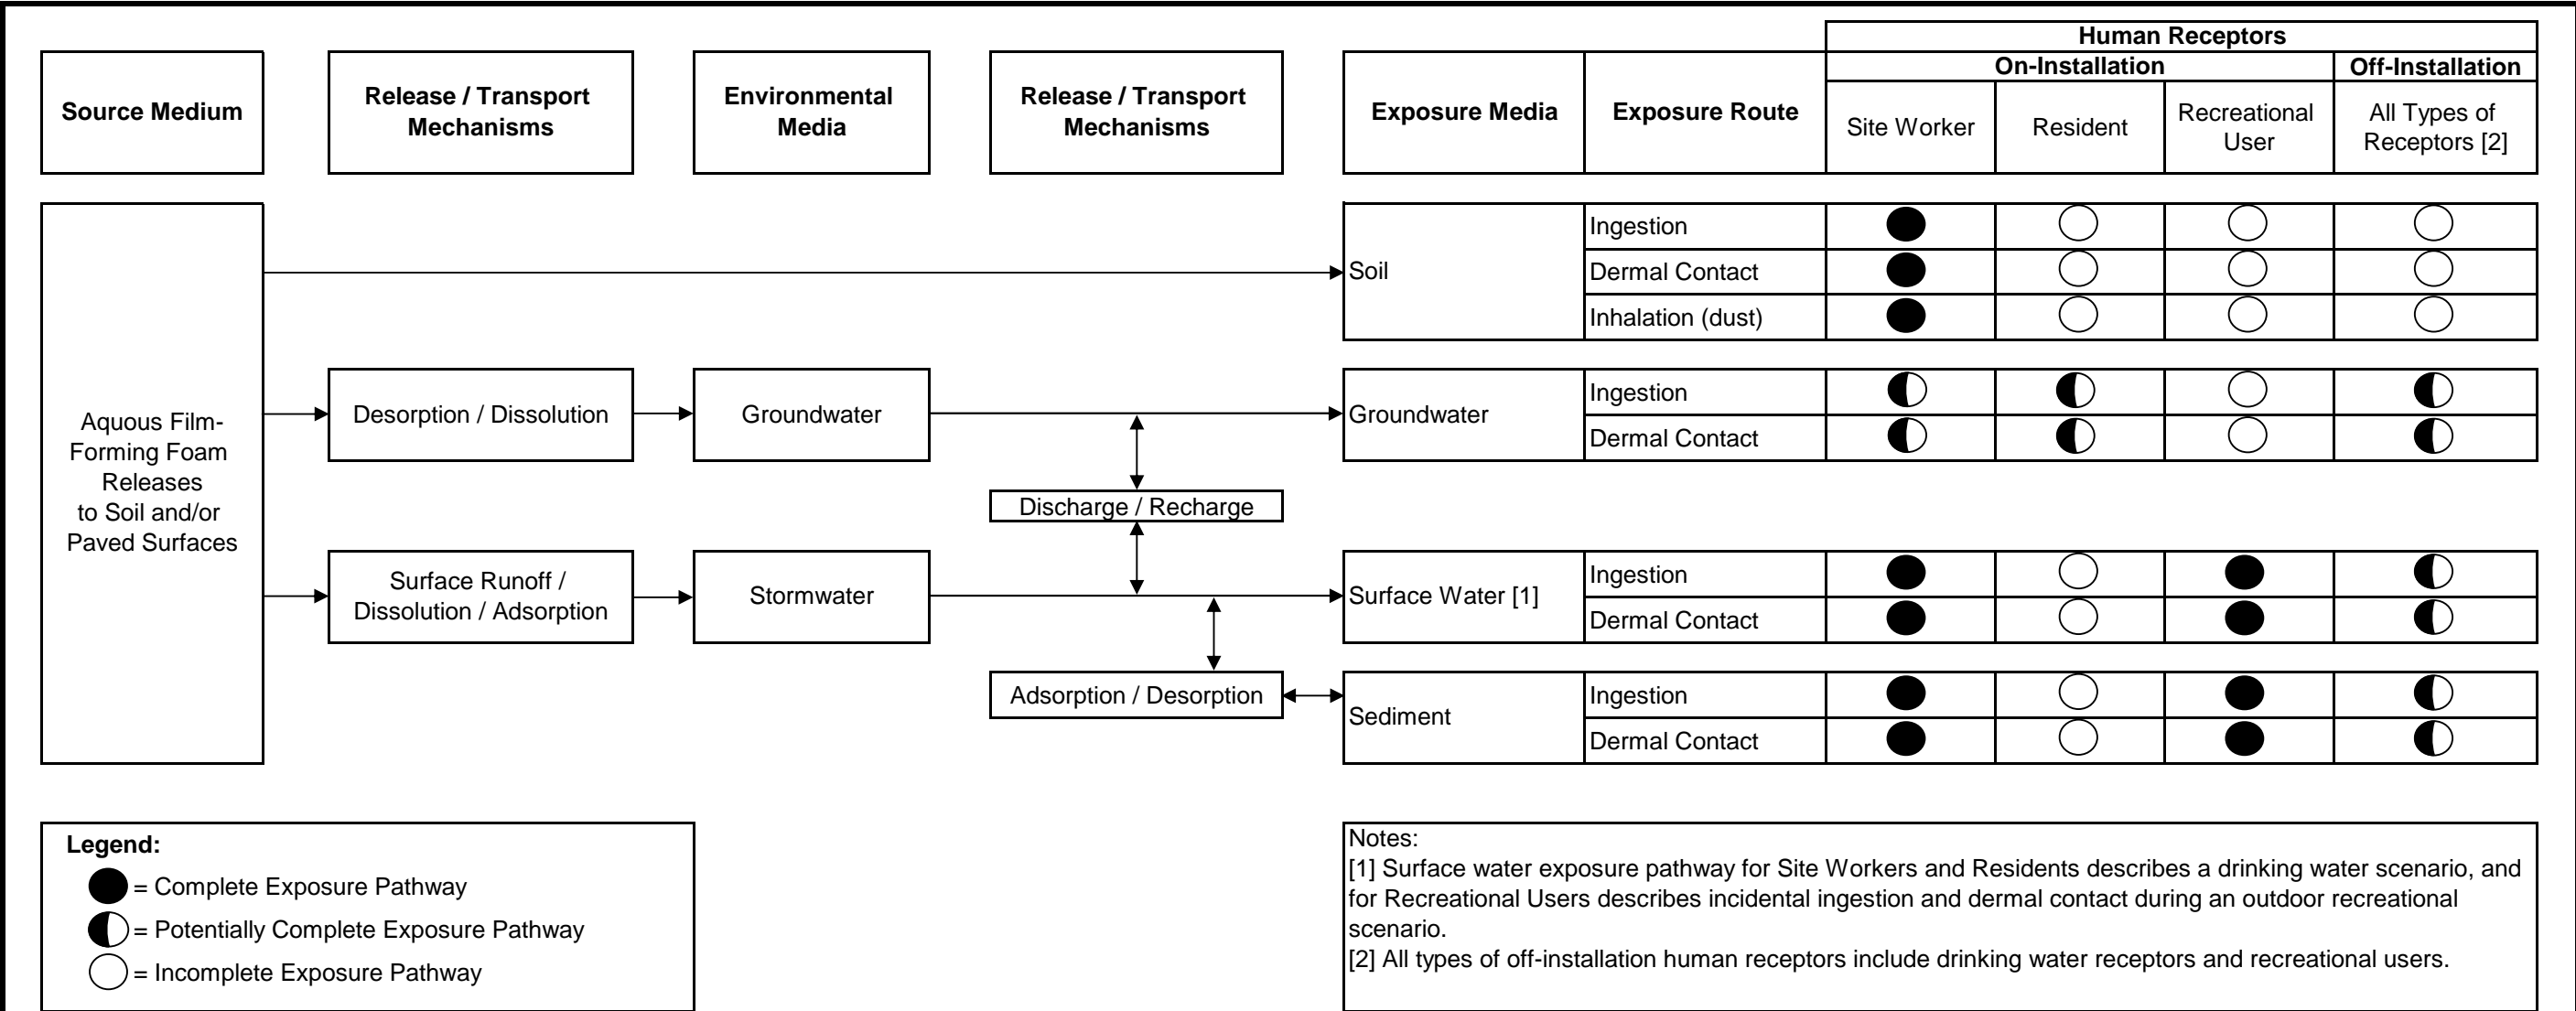 Human Receptors
On-Installation
Off-Installation
Source Medium
Release / Transport
Mechanisms
Environmental
Media
Release / Transport
Mechanisms
Exposure Media
Exposure Route
Site Worker
Resident
Recreational
User
All Types of
Receptors [2]
Aquous Film-
Forming Foam
Releases
to Soil and/or
Paved Surfaces
Soil
Ingestion
Dermal Contact
Inhalation (dust)
Desorption / Dissolution
Groundwater
Groundwater
Ingestion
Dermal Contact
Discharge / Recharge
Surface Runoff /
Dissolution / Adsorption
Stormwater
Surface Water [1]
Ingestion
Dermal Contact
Adsorption / Desorption
Sediment
Ingestion
Dermal Contact
Legend:
= Complete Exposure Pathway
= Potentially Complete Exposure Pathway
= Incomplete Exposure Pathway
Notes:
[1] Surface water exposure pathway for Site Workers and Residents describes a drinking water scenario, and
for Recreational Users describes incidental ingestion and dermal contact during an outdoor recreational
scenario.
[2] All types of off-installation human receptors include drinking water receptors and recreational users.